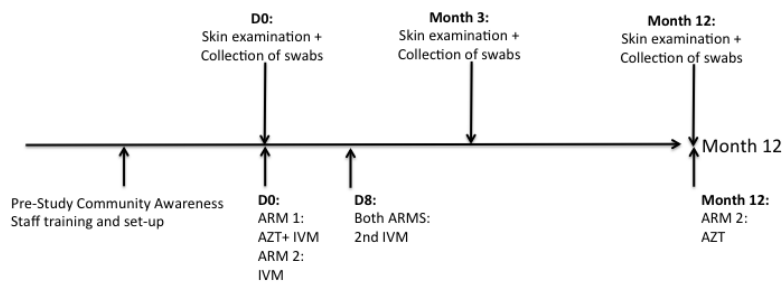 D0:
Skin examination +
Collection of swabs
Month 3:
Skin examination +
Collection of swabs
Month 12:
Skin examination +
Collection of swabs
Month 12
Pre-Study Community Awareness
Staff training and set-up
D0:
ARM 1:
AZT+ IVM
ARM 2:
IVM
D8:
Both ARMS:
2nd IVM
Month 12:
ARM 2:
AZT